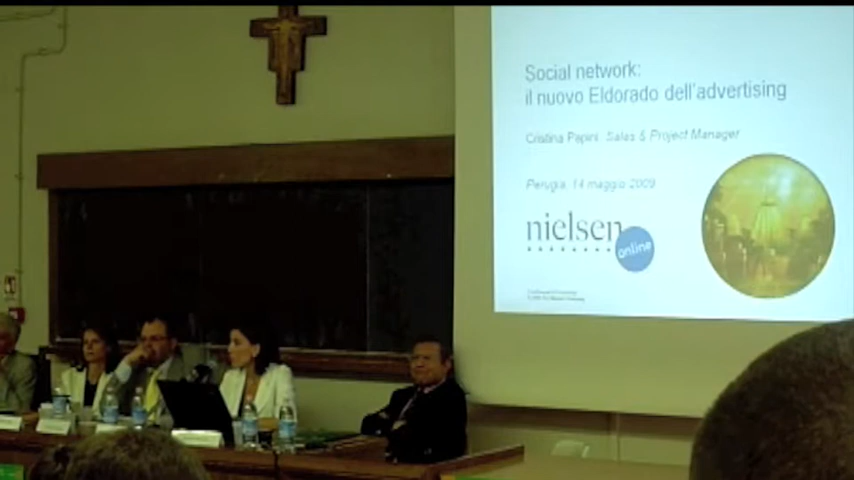 Social network:
il nuovo Eldorado dell'advertising
Cristina Papini Sales & Project Manager
Perugia 14 maggio 2009
nielsen
online